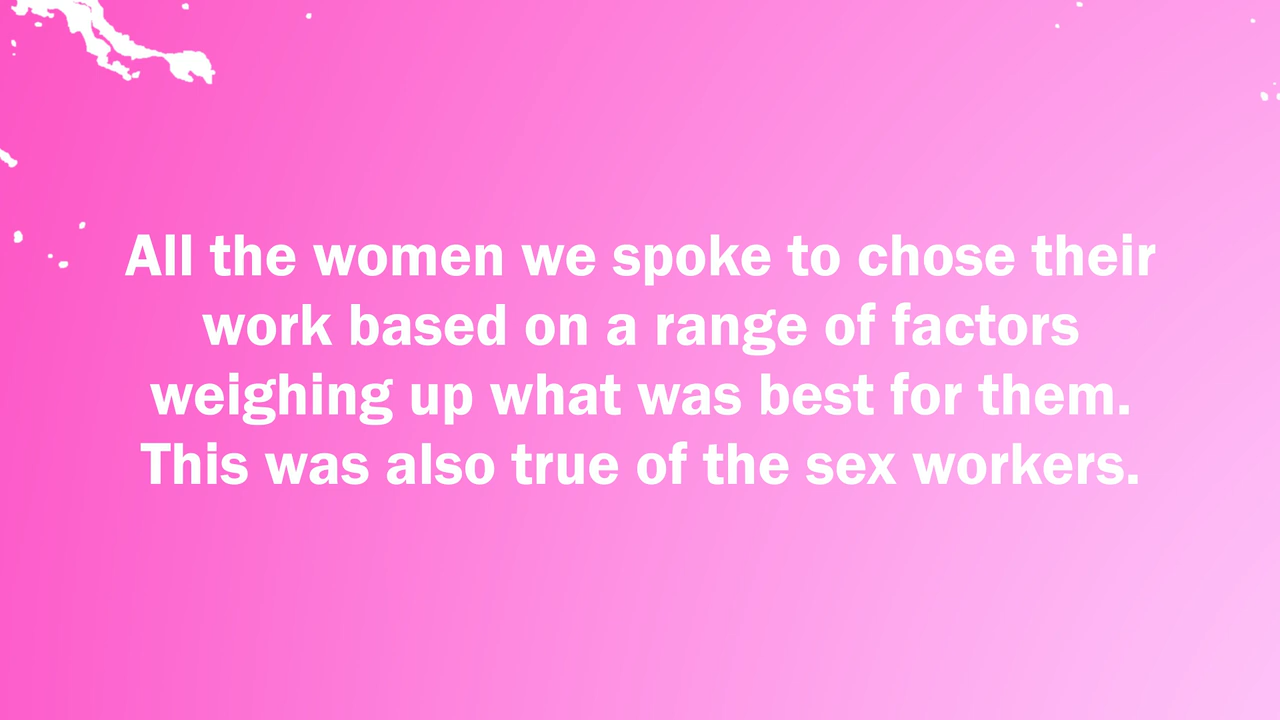 All the women we spoke to chose their
work based on a range of factors
weighing up what was best for them.
This was also true of the sex workers.